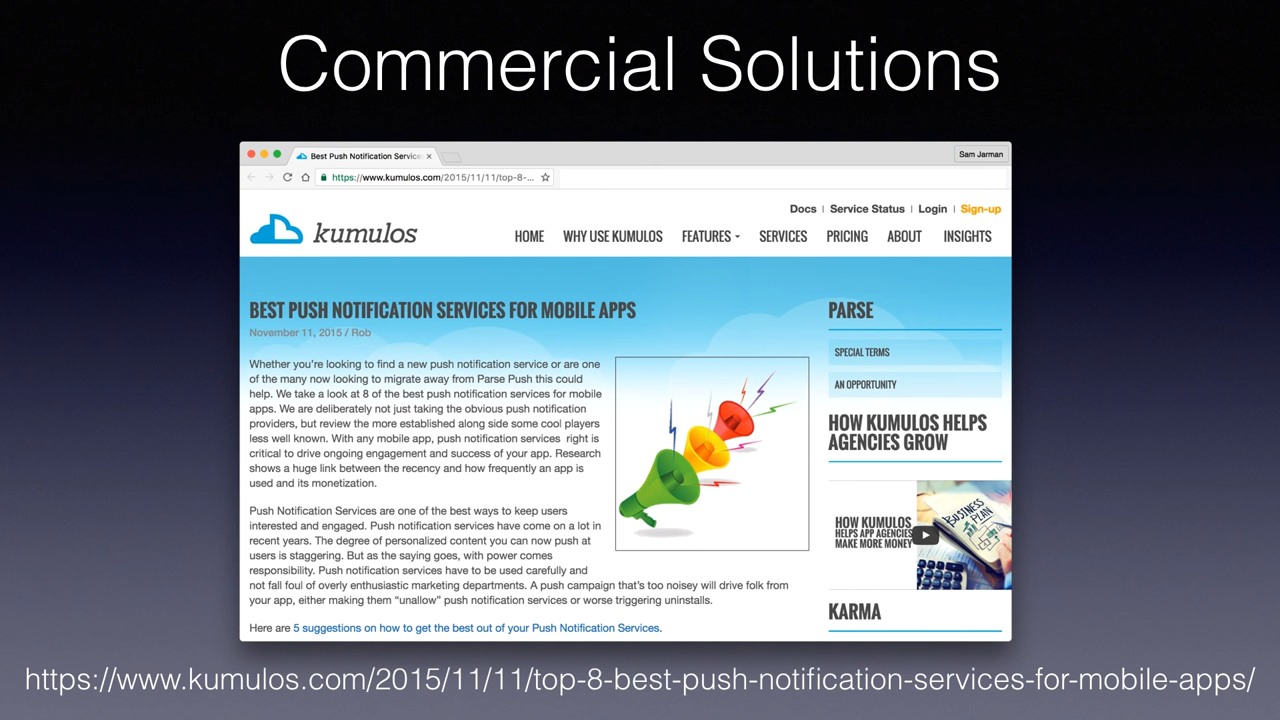 Commercial Solutions
Best Push Notification Service
Sam Jarman
https://www.kumulos.com/2015/11/11/top-8-...
Docs | Service Status | Login | Sign-up
kumulos
HOME WHY USE KUMULOS FEATURES SERVICES PRICING ABOUT INSIGHTS
BEST PUSH NOTIFICATION SERVICES FOR MOBILE APPS
November 11, 2015 / Rob
Whether you're looking to find a new push notification service or are one
of the many now looking to migrate away from Parse Push this could
help. We take a look at 8 of the best push notification services for mobile
apps. We are deliberately not just taking the obvious push notification
providers, but review the more established along side some cool players
less well known. With any mobile app, push notification services right is
critical to drive ongoing engagement and success of your app. Research
shows a huge link between the recency and how frequently an app is
used and its monetization.
Push Notification Services are one of the best ways to keep users
interested and engaged. Push notification services have come on a lot in
recent years. The degree of personalized content you can now push at
users is staggering. But as the saying goes, with power comes
responsibility. Push notification services have to be used carefully and
not fall foul of overly enthusiastic marketing departments. A push campaign that's too noisey will drive folk from
your app, either making them “unallow” push notification services or worse triggering uninstalls.
Here are 5 suggestions on how to get the best out of your Push Notification Services.
PARSE
SPECIAL TERMS
AN OPPORTUNITY
HOW KUMULOS HELPS
AGENCIES GROW
HOW KUMULOS
HELPS APP AGENCIES
MAKE MORE MONEY
BUSINESS
PLAN
KARMA
https://www.kumulos.com/2015/11/11/top-8-best-push-notification-services-for-mobile-apps/